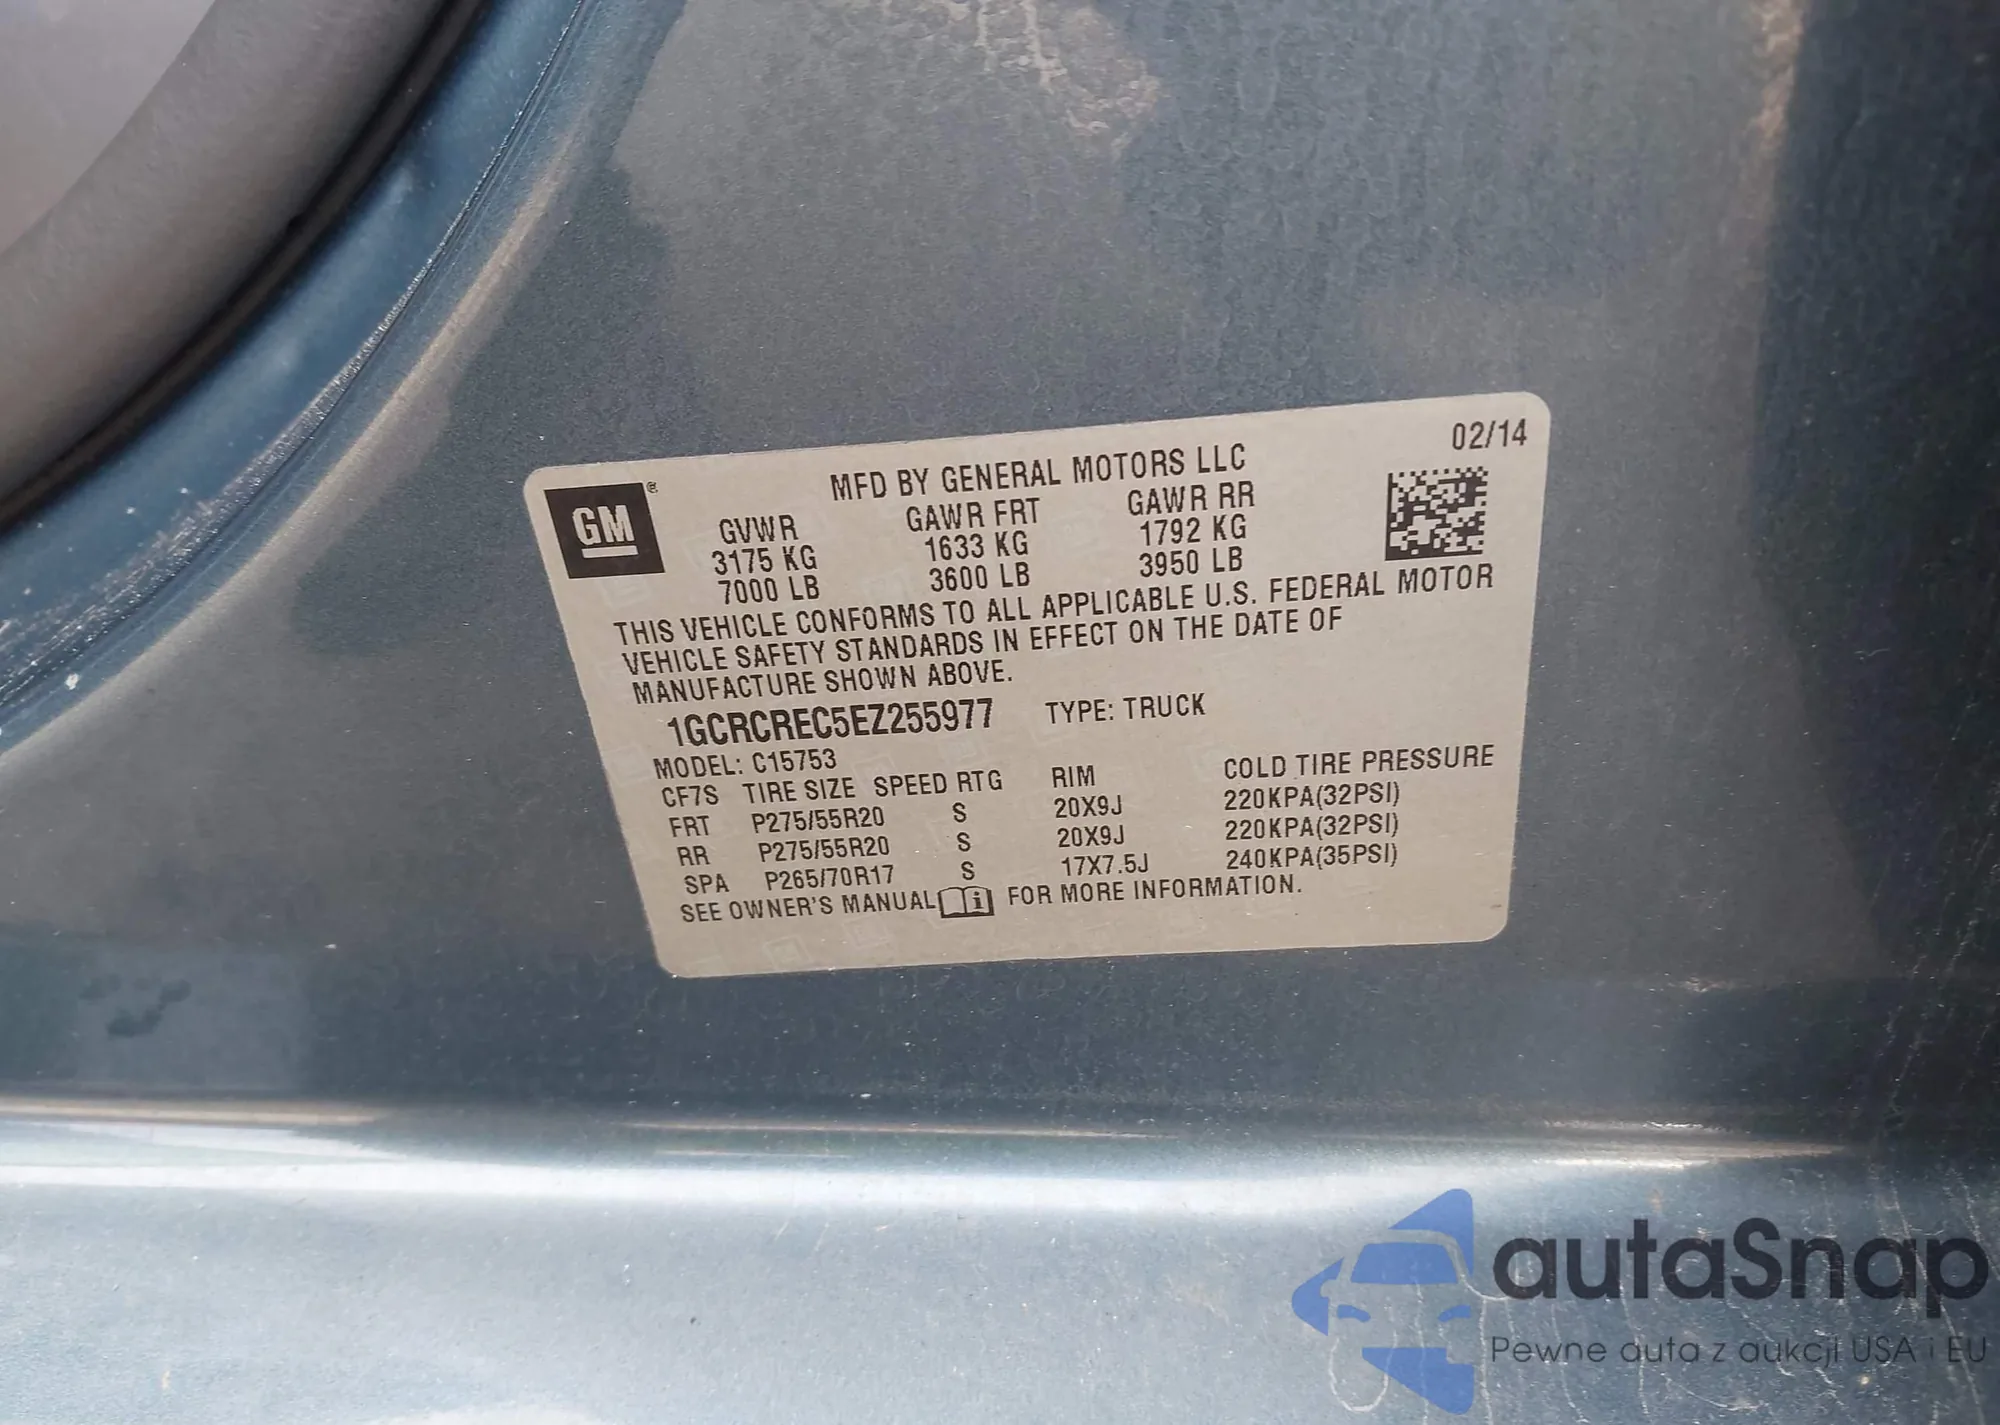 MFD BY GENERAL MOTORS LLC
02/14
GM®
GVWR GAWR FRT GAWR RR
3175 KG 1633 KG 1792 KG
7000 LB 3600 LB 3950 LB
THIS VEHICLE CONFORMS TO ALL APPLICABLE U.S. FEDERAL MOTOR
VEHICLE SAFETY STANDARDS IN EFFECT ON THE DATE OF
MANUFACTURE SHOWN ABOVE.
1GCRCREC5EZ255977 TYPE: TRUCK
MODEL: C15753
CF7S TIRE SIZE SPEED RTG RIM COLD TIRE PRESSURE
FRT P275/55R20 S 20X9J 220KPA(32PSI)
RR P275/55R20 S 20X9J 220KPA(32PSI)
SPA P265/70R17 S 17X7.5J 240KPA(35PSI)
SEE OWNER'S MANUAL FOR MORE INFORMATION.
autaSnap
Pewne auta z aukcji USA i EU